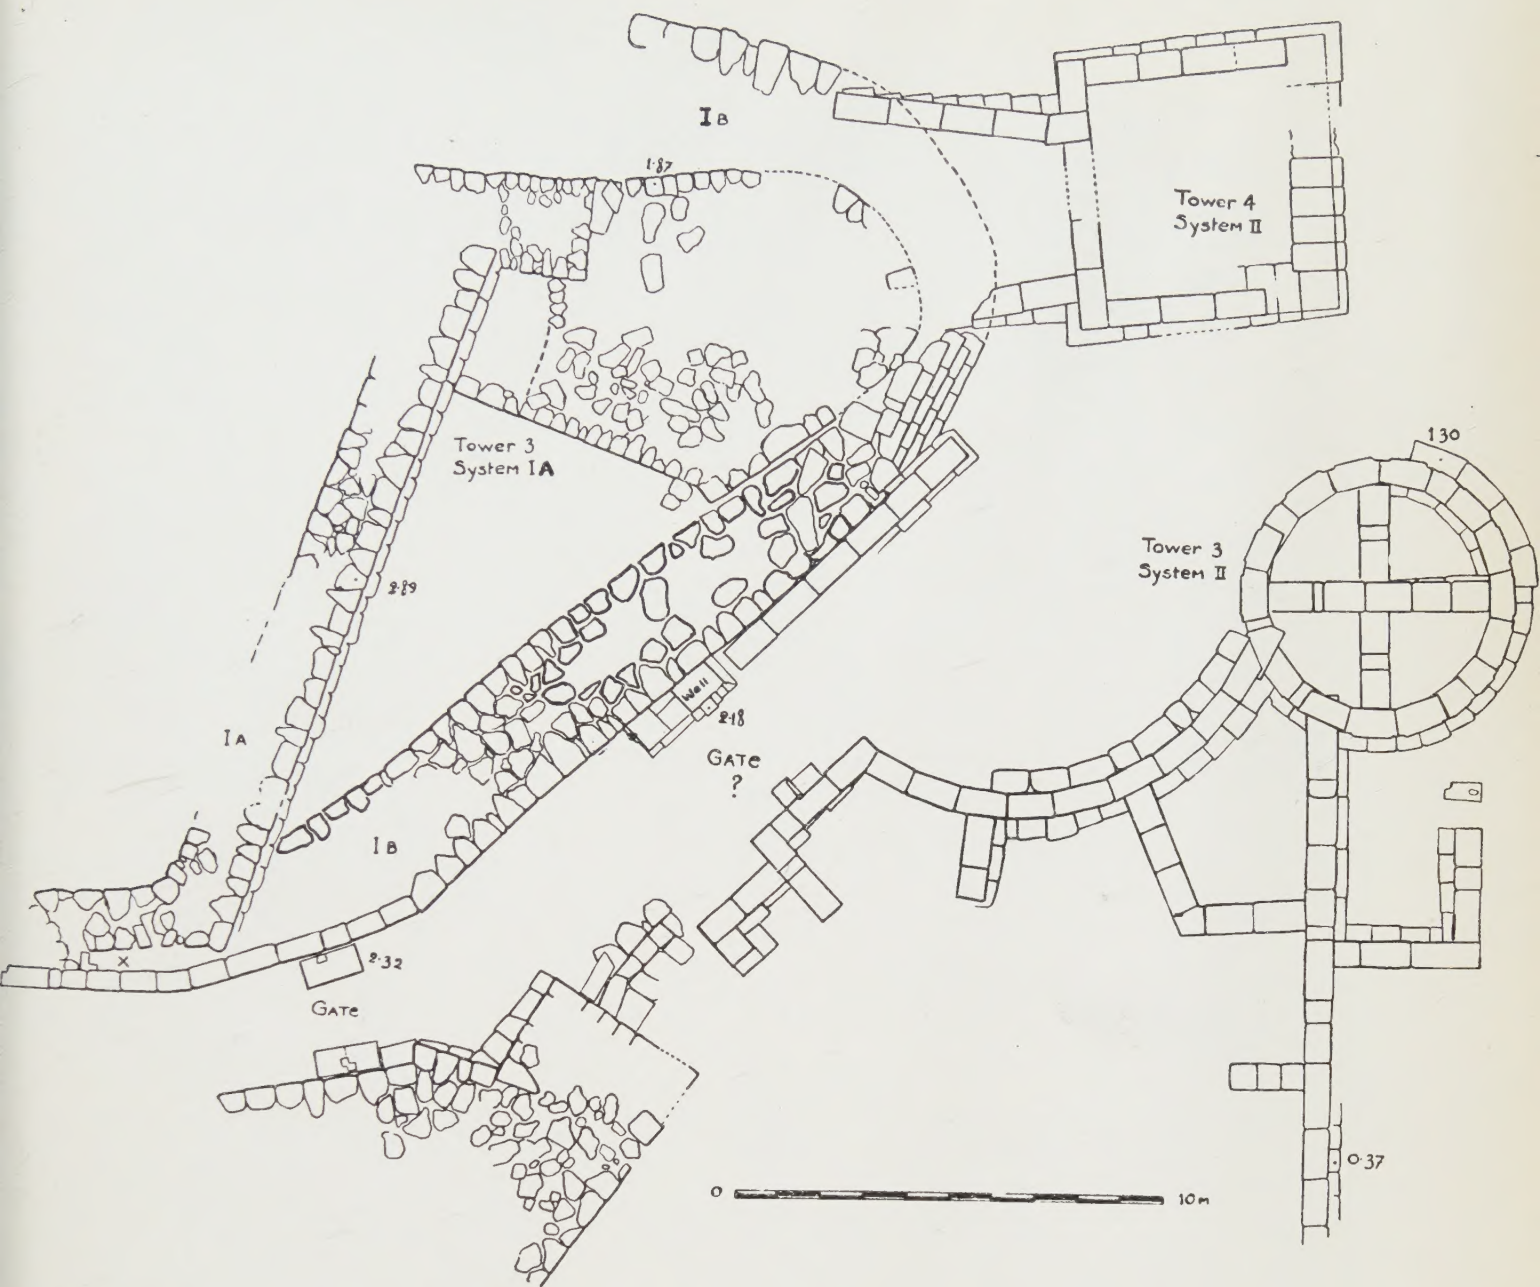 IB
1·87
Tower 4
System II
130
Tower 3
System IA
Tower 3
System II
2·89
Well
2·18
IA
GATE
?
IB
x
2·32
GATE
0·37
0
10m